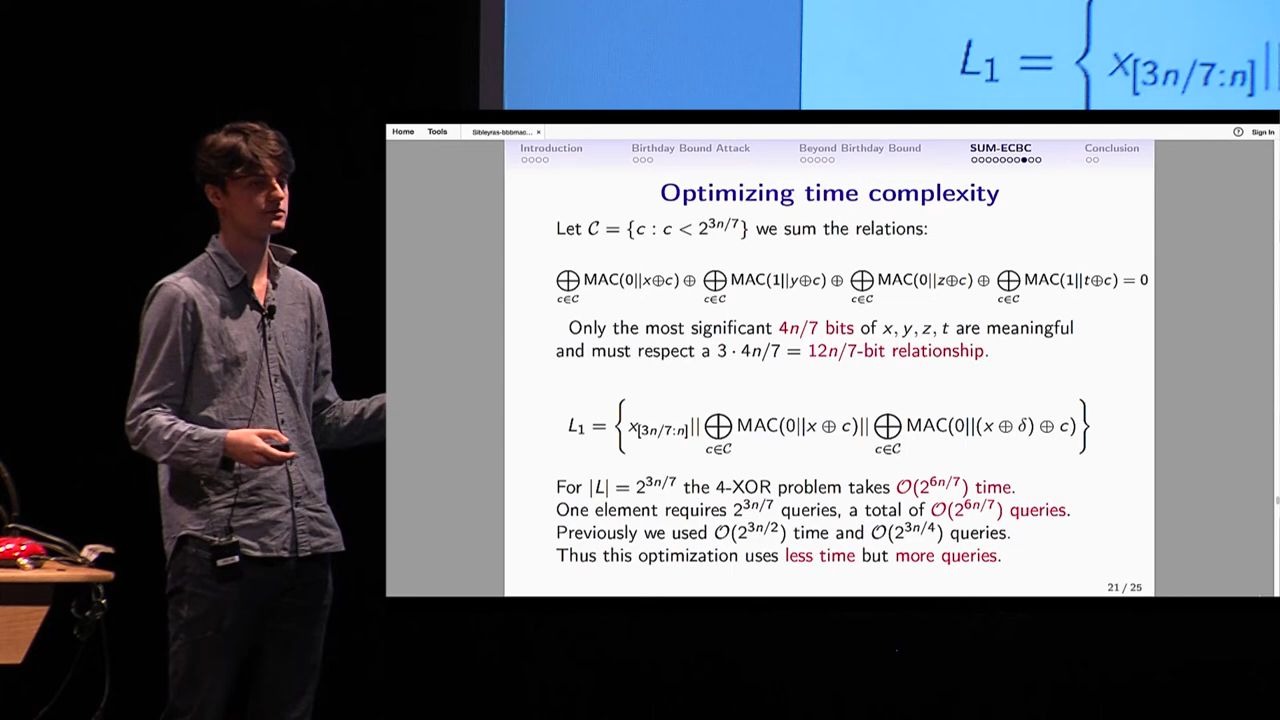 L₁ = { x[3n/7:n]||
Home Tools Sibleyras-bbbmac... × Sign In
Introduction Birthday Bound Attack Beyond Birthday Bound SUM-ECBC Conclusion
Optimizing time complexity
Let C = {c : c < 2^{3n/7}} we sum the relations:
⊕_{c∈C} MAC(0||x⊕c) ⊕ ⊕_{c∈C} MAC(1||y⊕c) ⊕ ⊕_{c∈C} MAC(0||z⊕c) ⊕ ⊕_{c∈C} MAC(1||t⊕c) = 0
Only the most significant 4n/7 bits of x, y, z, t are meaningful
and must respect a 3 · 4n/7 = 12n/7-bit relationship.
L₁ = { x[3n/7:n]|| ⊕_{c∈C} MAC(0||x ⊕ c)|| ⊕_{c∈C} MAC(0||(x ⊕ δ) ⊕ c) }
For |L| = 2^{3n/7} the 4-XOR problem takes O(2^{6n/7}) time.
One element requires 2^{3n/7} queries, a total of O(2^{6n/7}) queries.
Previously we used O(2^{3n/2}) time and O(2^{3n/4}) queries.
Thus this optimization uses less time but more queries.
21 / 25